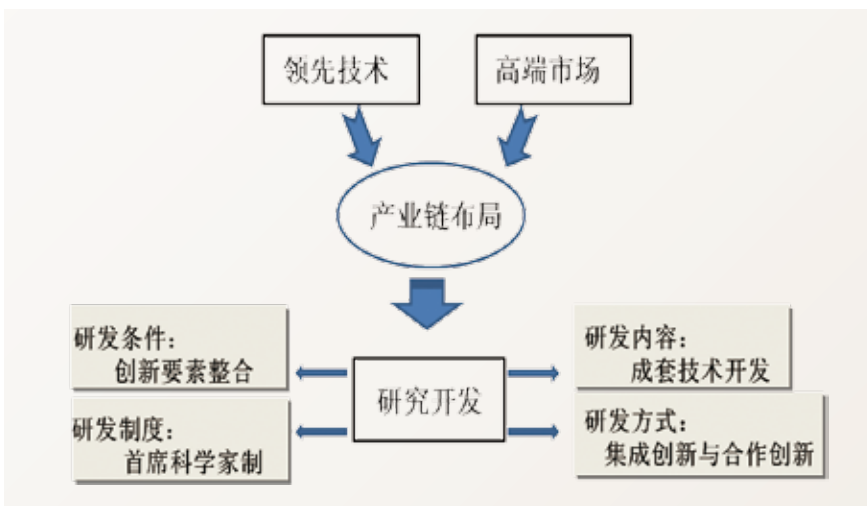 领先技术
高端市场
产业链布局
研发条件：
创新要素整合
研发内容：
成套技术开发
研究开发
研发制度：
首席科学家制
研发方式：
集成创新与合作创新